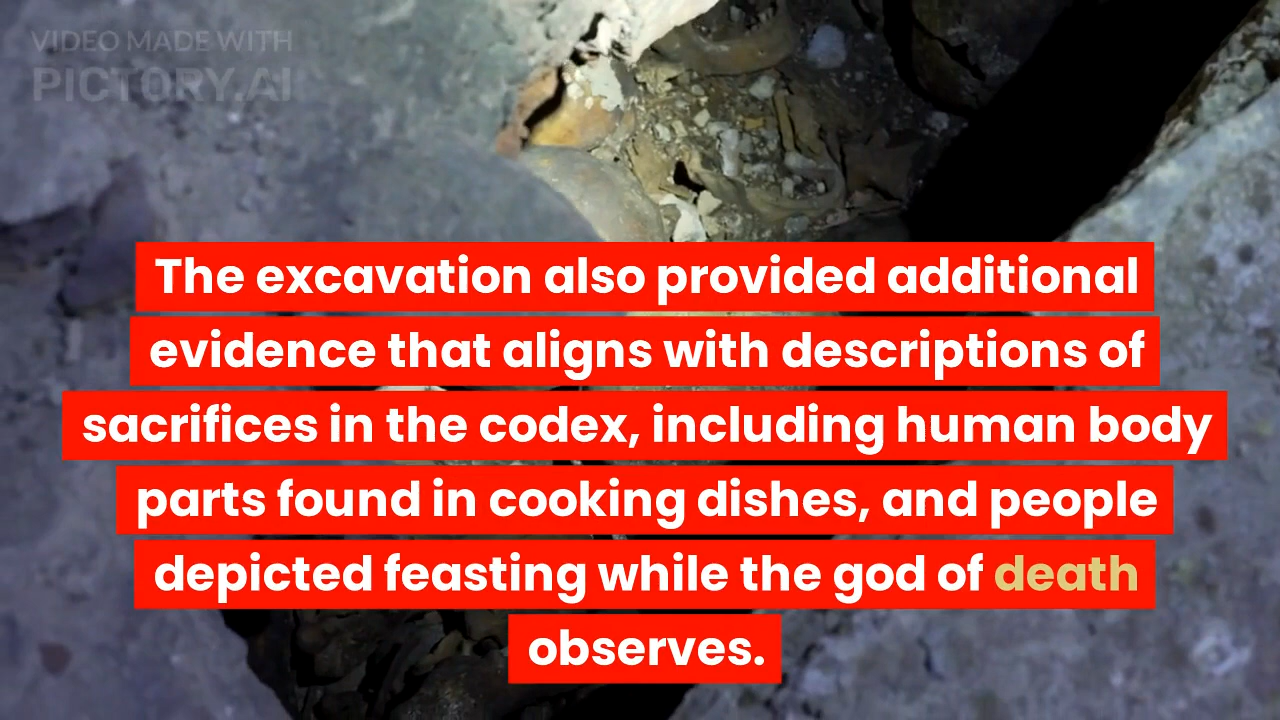 VIDEO MADE WITH
PICTORY.AI
The excavation also provided additional
evidence that aligns with descriptions of
sacrifices in the codex, including human body
parts found in cooking dishes, and people
depicted feasting while the god of death
observes.